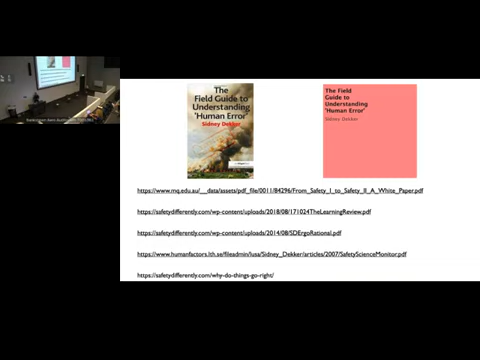 The
Field Guide to
Understanding
'Human Error'
Sidney Dekker
The Field
Guide to
Understanding
'Human Error'
Sidney Dekker
https://www.mq.edu.au/__data/assets/pdf_file/0011/84296/From_Safety_I_to_Safety_II_A_White_Paper.pdf
https://safetydifferently.com/wp-content/uploads/2018/08/171024TheLearningReview.pdf
https://safetydifferently.com/wp-content/uploads/2014/08/SDErgoRational.pdf
https://www.humanfactors.lth.se/fileadmin/lusa/Sidney_Dekker/articles/2007/SafetyScienceMonitor.pdf
https://safetydifferently.com/why-do-things-go-right/